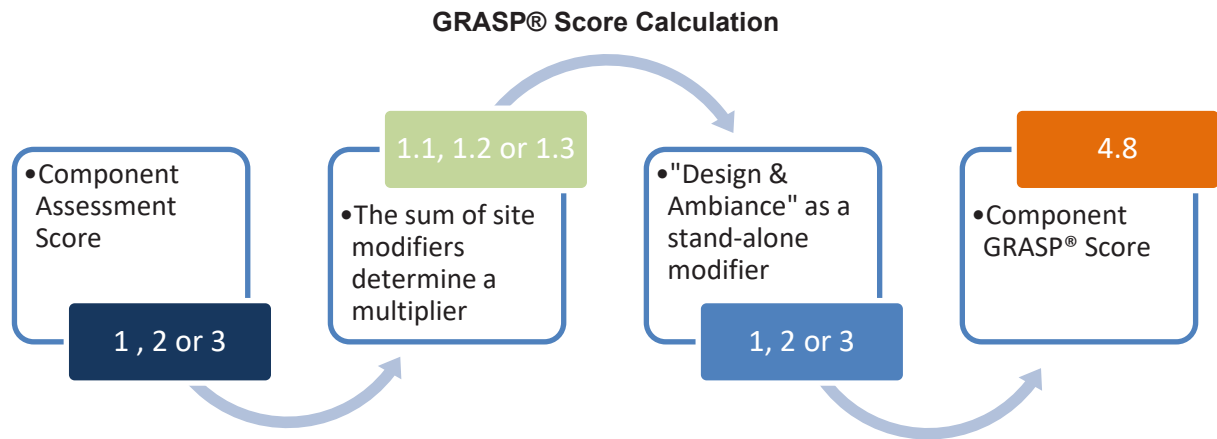 GRASP® Score Calculation
•Component
Assessment
Score
1 , 2 or 3
1.1, 1.2 or 1.3
•The sum of site
modifiers
determine a
multiplier
•"Design &
Ambiance" as a
stand-alone
modifier
1, 2 or 3
4.8
•Component
GRASP® Score